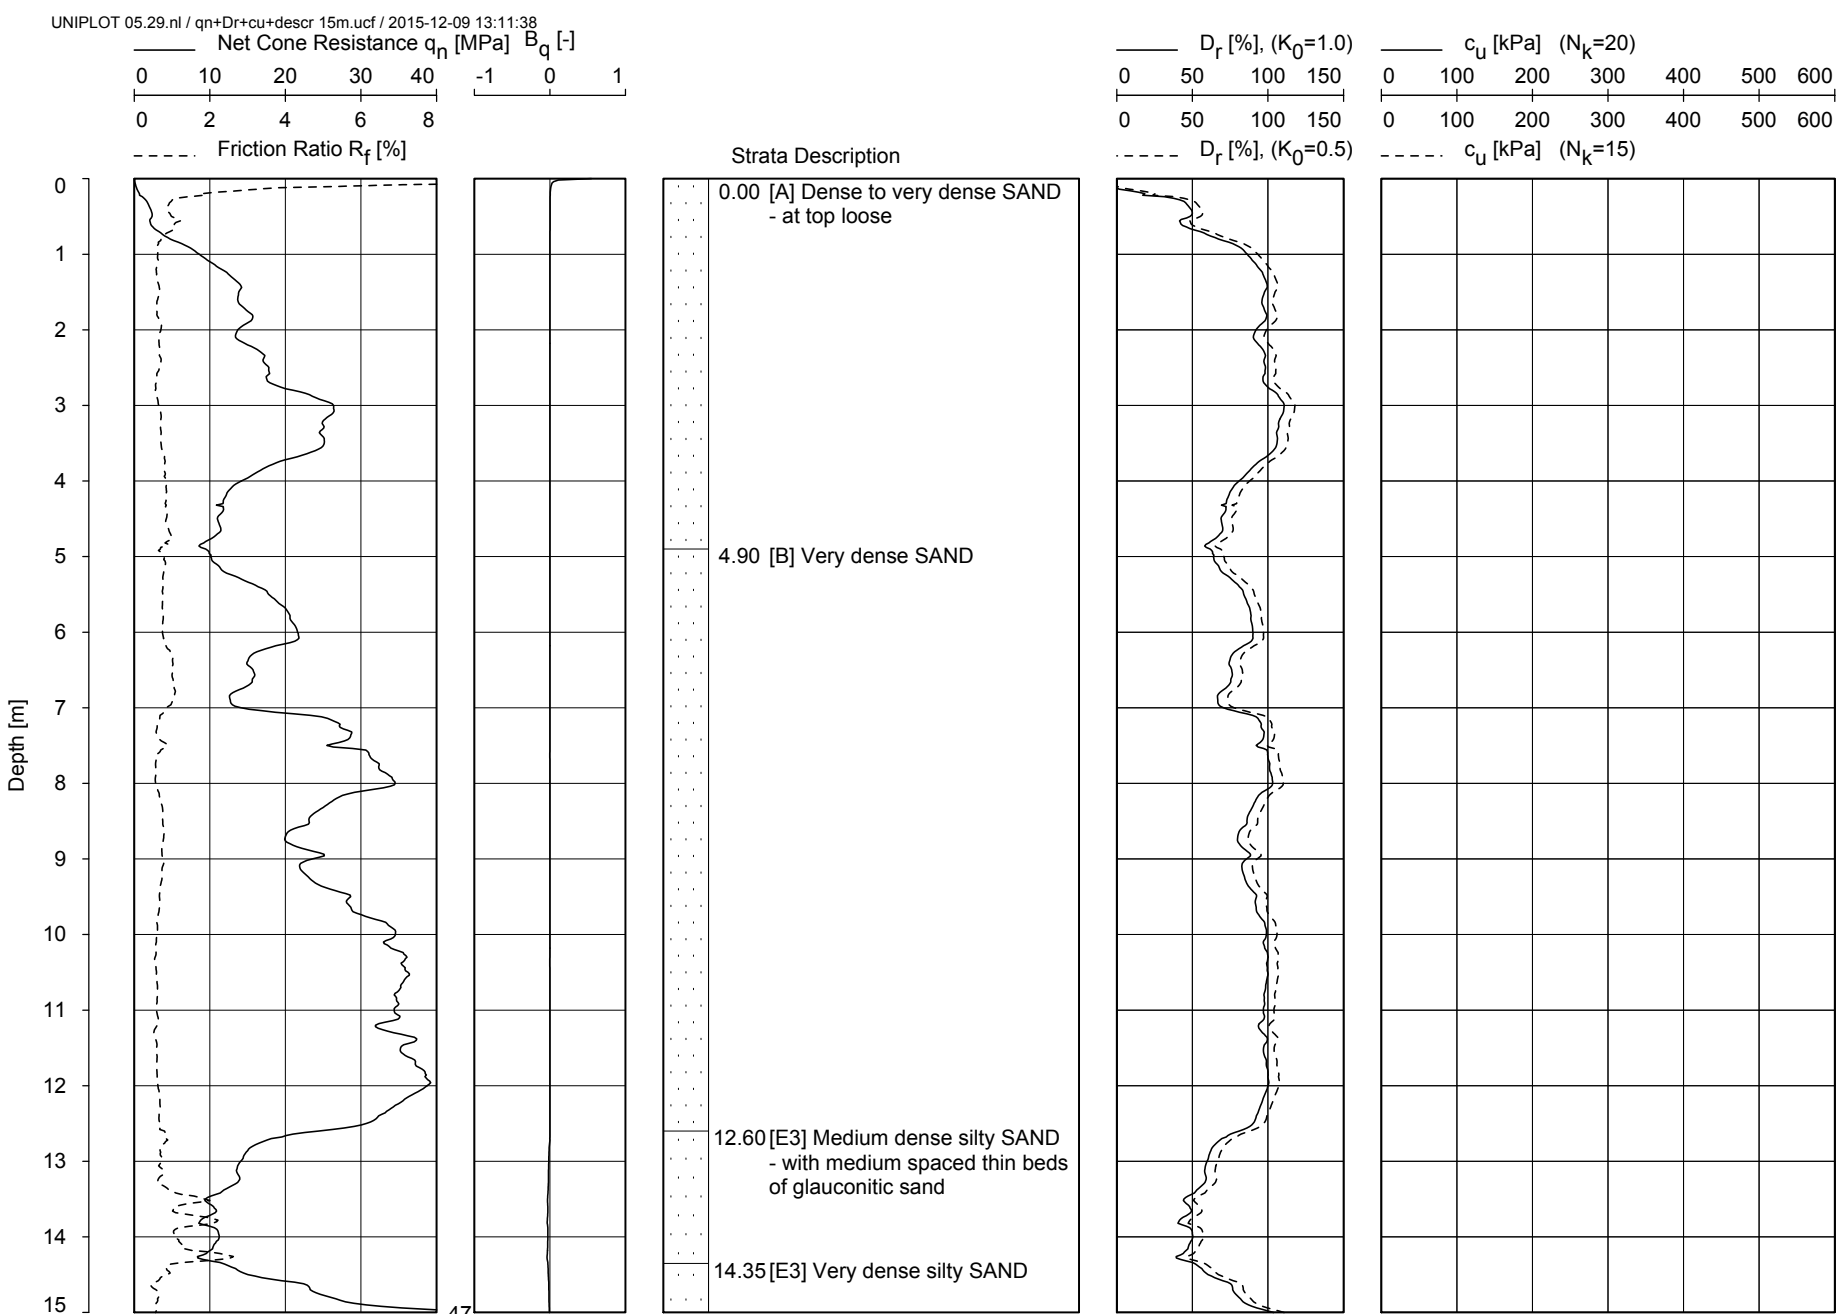 UNIPLOT 05.29.nl / qn+Dr+cu+descr 15m.ucf / 2015-12-09 13:11:38
Net Cone Resistance qn [MPa] Bq [-] Dr [%], (K0=1.0) cu [kPa] (Nk=20)
0 10 20 30 40 -1 0 1 0 50 100 150 0 100 200 300 400 500 600
0 2 4 6 8 0 50 100 150 0 100 200 300 400 500 600
Friction Ratio Rf [%] Strata Description Dr [%], (K0=0.5) cu [kPa] (Nk=15)
0
0.00 [A] Dense to very dense SAND
- at top loose
1
2
3
4
5
4.90 [B] Very dense SAND
6
7
Depth [m]
8
9
10
11
12
12.60 [E3] Medium dense silty SAND
13
- with medium spaced thin beds
of glauconitic sand
14
14.35 [E3] Very dense silty SAND
15
47